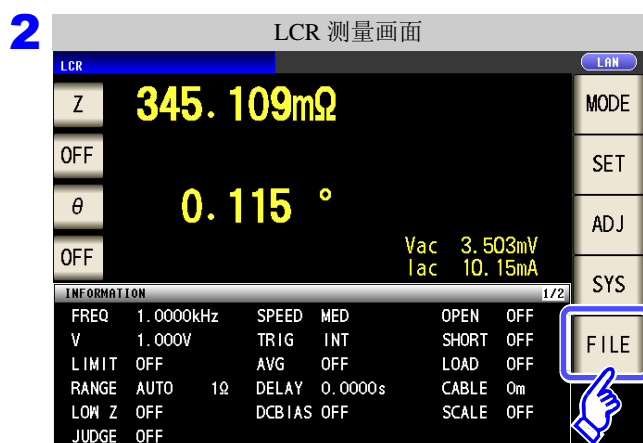 2
LCR 测量画面
LCR
LAN
Z 345.109mΩ
MODE
OFF
SET
θ 0.115 °
ADJ
OFF
Vac 3.503mV
Iac 10.15mA
SYS
INFORMATION 1/2
FREQ 1.0000kHz SPEED MED OPEN OFF
V 1.000V TRIG INT SHORT OFF
FILE
LIMIT OFF AVG OFF LOAD OFF
RANGE AUTO 1Ω DELAY 0.0000s CABLE 0m
LOW Z OFF DCBIAS OFF SCALE OFF
JUDGE OFF